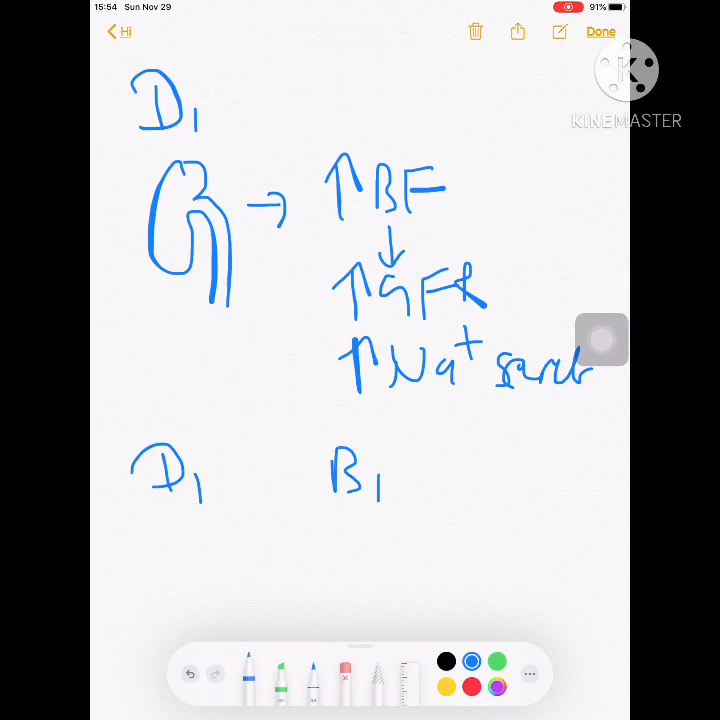 15:54 Sun Nov 29 91%
Hi Done
K
KINEMASTER
D1
→ ↑BF
↓
↑GFR
↑Na+
D1 B1